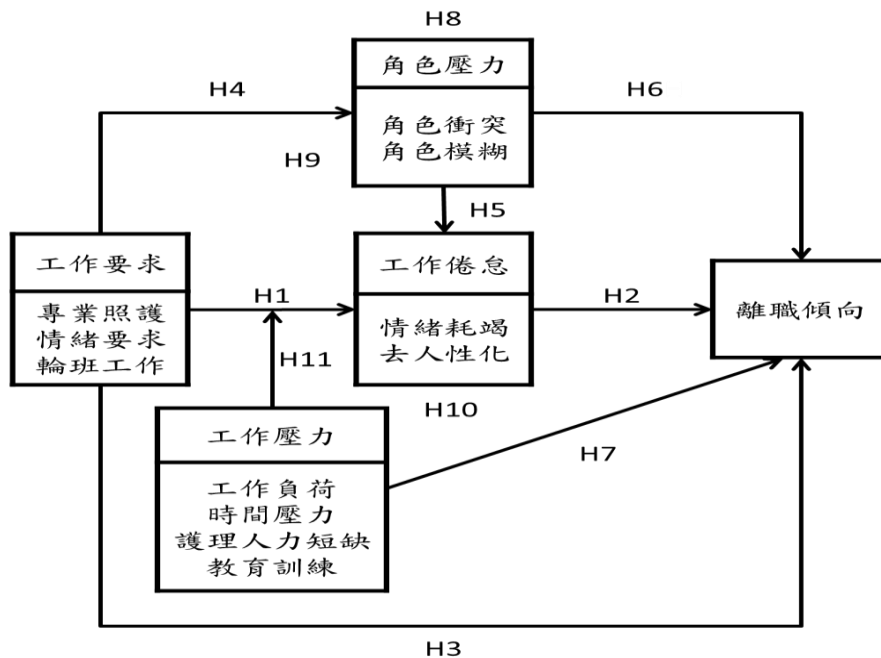 H8
角色壓力
H4
H6
角色衝突
角色模糊
H9
H5
工作要求
工作倦怠
H1
H2
專業照護
情緒要求
輪班工作
情緒耗竭
去人性化
離職傾向
H11
H10
工作壓力
H7
工作負荷
時間壓力
護理人力短缺
教育訓練
H3